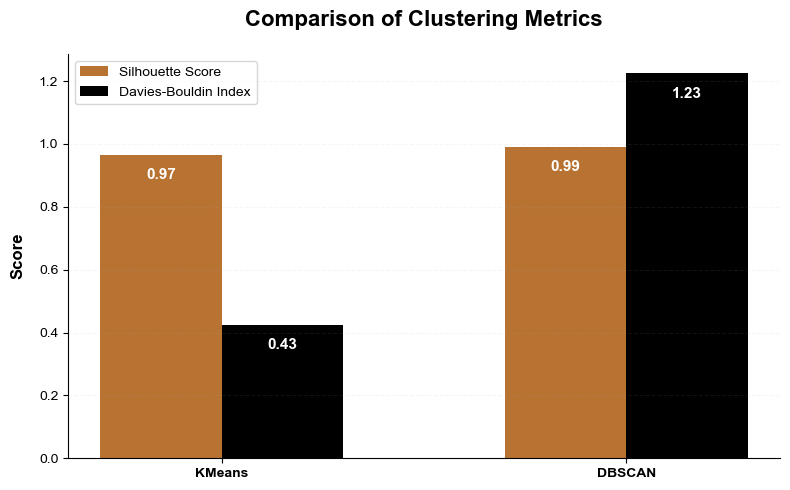 Comparison of Clustering Metrics
Silhouette Score
Davies-Bouldin Index
Score
1.2
1.0
0.8
0.6
0.4
0.2
0.0
0.97
0.43
0.99
1.23
KMeans
DBSCAN